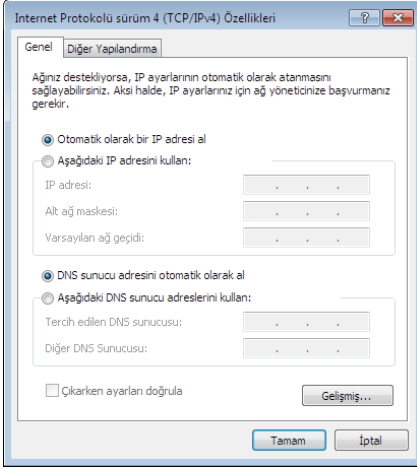 Internet Protokolü sürüm 4 (TCP/IPv4) Özellikleri
Genel
Diğer Yapılandırma
Ağınız destekliyorsa, IP ayarlarının otomatik olarak atanmasını
sağlayabilirsiniz. Aksi halde, IP ayarlarınız için ağ yöneticinize başvurmanız
gerekir.
Otomatik olarak bir IP adresi al
Aşağıdaki IP adresini kullan:
IP adresi:
Alt ağ maskesi:
Varsayılan ağ geçidi:
DNS sunucu adresini otomatik olarak al
Aşağıdaki DNS sunucu adreslerini kullan:
Tercih edilen DNS sunucusu:
Diğer DNS Sunucusu:
Çıkarken ayarları doğrula
Gelişmiş...
Tamam
İptal